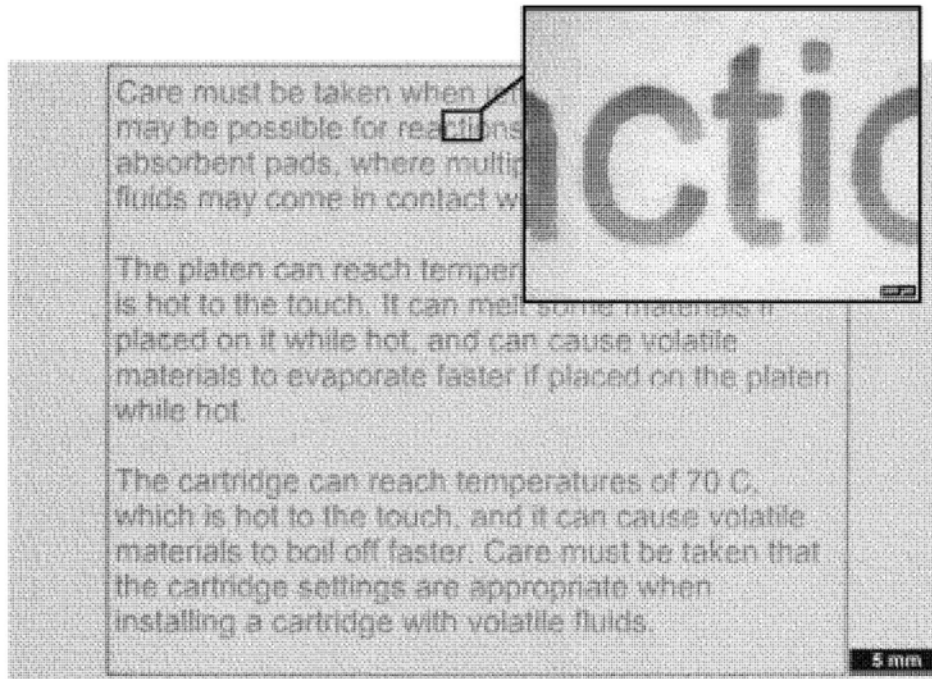 Care must be taken when
may be possible for reactions
absorbent pads, where
fluids may come in contact
The platen can reach
is hot to the touch. It can melt some materials if
placed on it while hot, and can cause volatile
materials to evaporate faster if placed on the platen
while hot.
The cartridge can reach temperatures of 70 C,
which is hot to the touch, and it can cause volatile
materials to boil off faster. Care must be taken that
the cartridge settings are appropriate when
installing a cartridge with volatile fluids.
ctio
5 mm